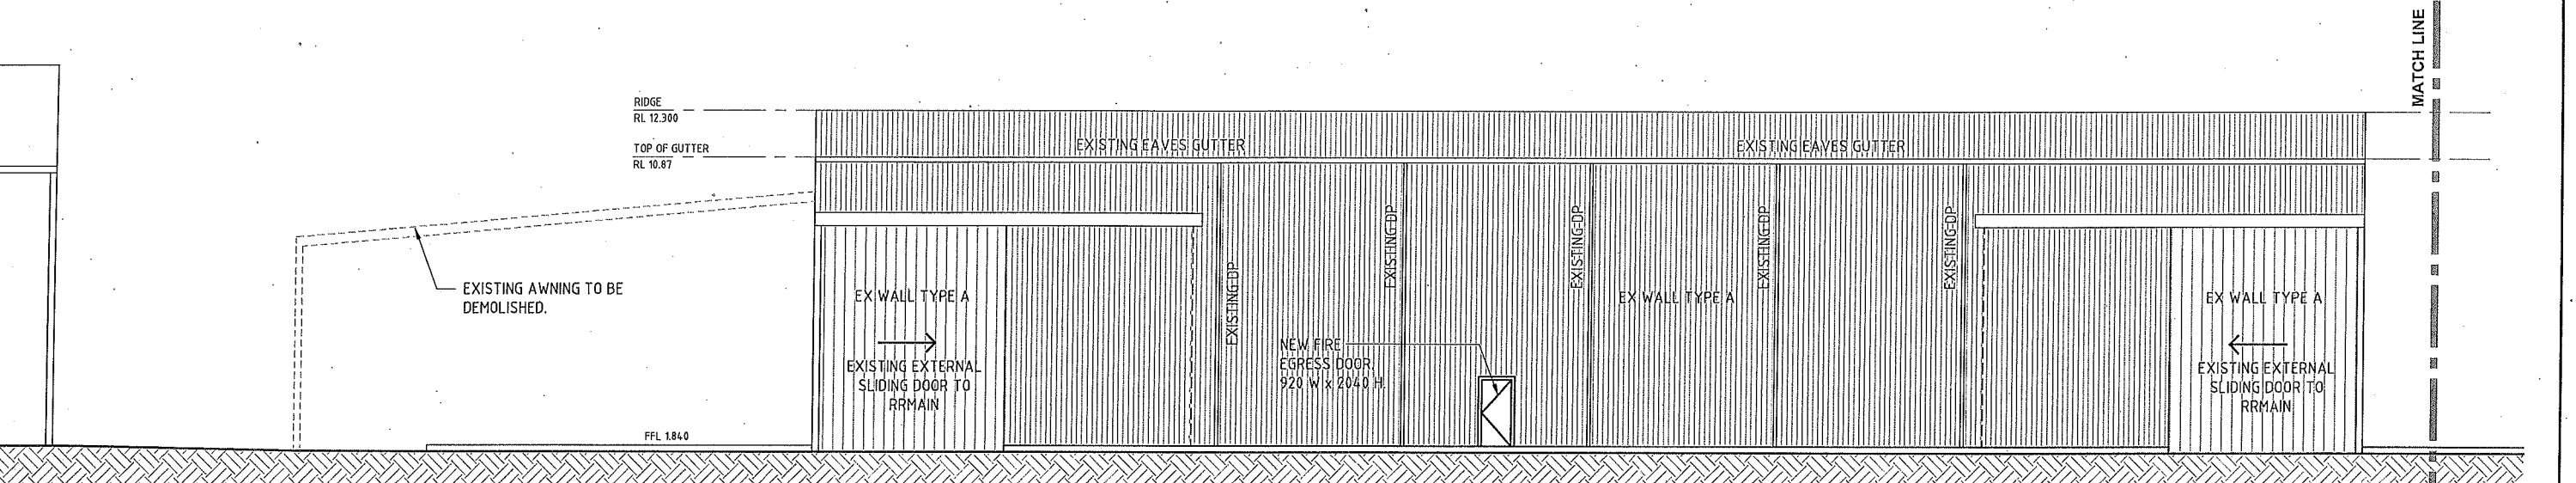 MATCH LINE
RIDGE
RL 12.300
TOP OF GUTTER
RL 10.87
EXISTING EAVES GUTTER
EXISTING EAVES GUTTER
EXISTING AWNING TO BE
DEMOLISHED.
EX WALL TYPE A
EXISTING EXTERNAL
SLIDING DOOR TO
RRMAIN
EXISTING DP
EXISTING DP
EXISTING DP
EXISTING DP
EXISTING DP
NEW FIRE
EGRESS DOOR,
920 W x 2040 H.
EX WALL TYPE A
EX WALL TYPE A
EXISTING EXTERNAL
SLIDING DOOR TO
RRMAIN
FFL 1.840